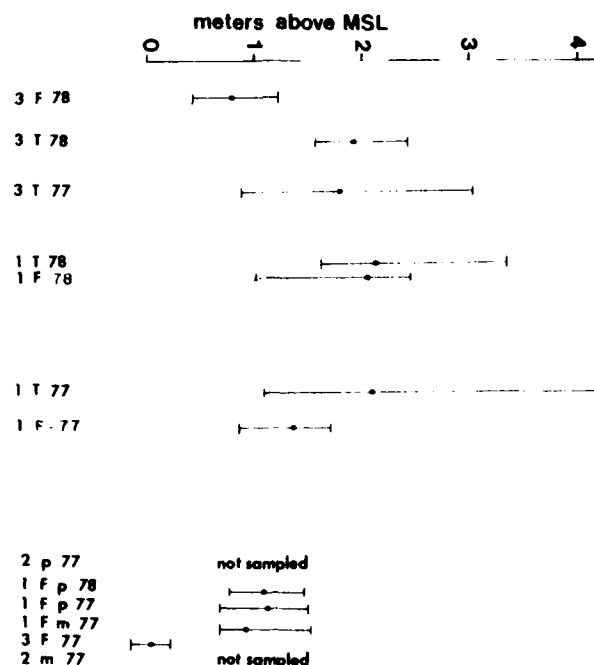 meters above MSL
0 1 2 3 4
3 F 78
3 T 78
3 T 77
1 T 78
1 F 78
1 T 77
1 F - 77
2 p 77 not sampled
1 F p 78
1 F p 77
1 F m 77
3 F 77
2 m 77 not sampled